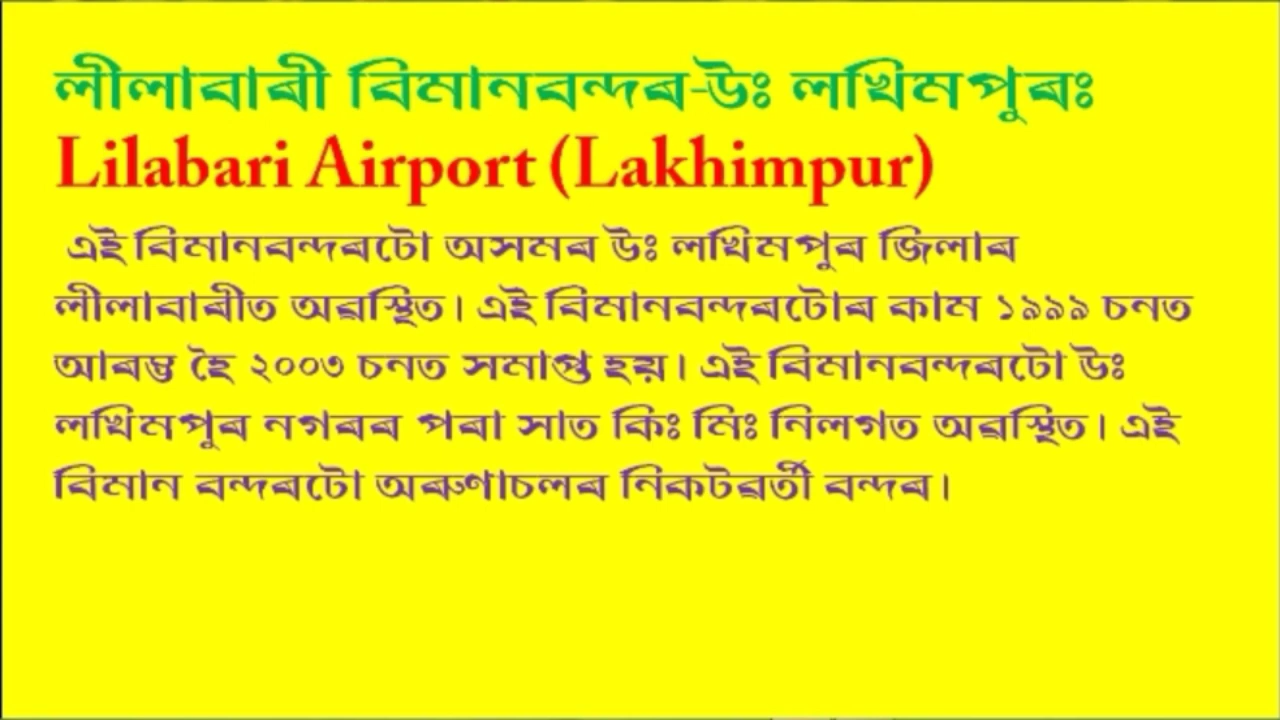 লীলাবাৰী বিমানবন্দৰ-উঃ লখিমপুৰঃ
Lilabari Airport (Lakhimpur)
এই বিমানবন্দৰটো অসমৰ উঃ লখিমপুৰ জিলাৰ
লীলাবাৰীত অৱস্থিত। এই বিমানবন্দৰটোৰ কাম ১৯৯৯ চনত
আৰম্ভ হৈ ২০০৩ চনত সমাপ্ত হয়। এই বিমানবন্দৰটো উঃ
লখিমপুৰ নগৰৰ পৰা সাত কিঃ মিঃ নিলগত অৱস্থিত। এই
বিমান বন্দৰটো অৰুণাচলৰ নিকটৱৰ্তী বন্দৰ।